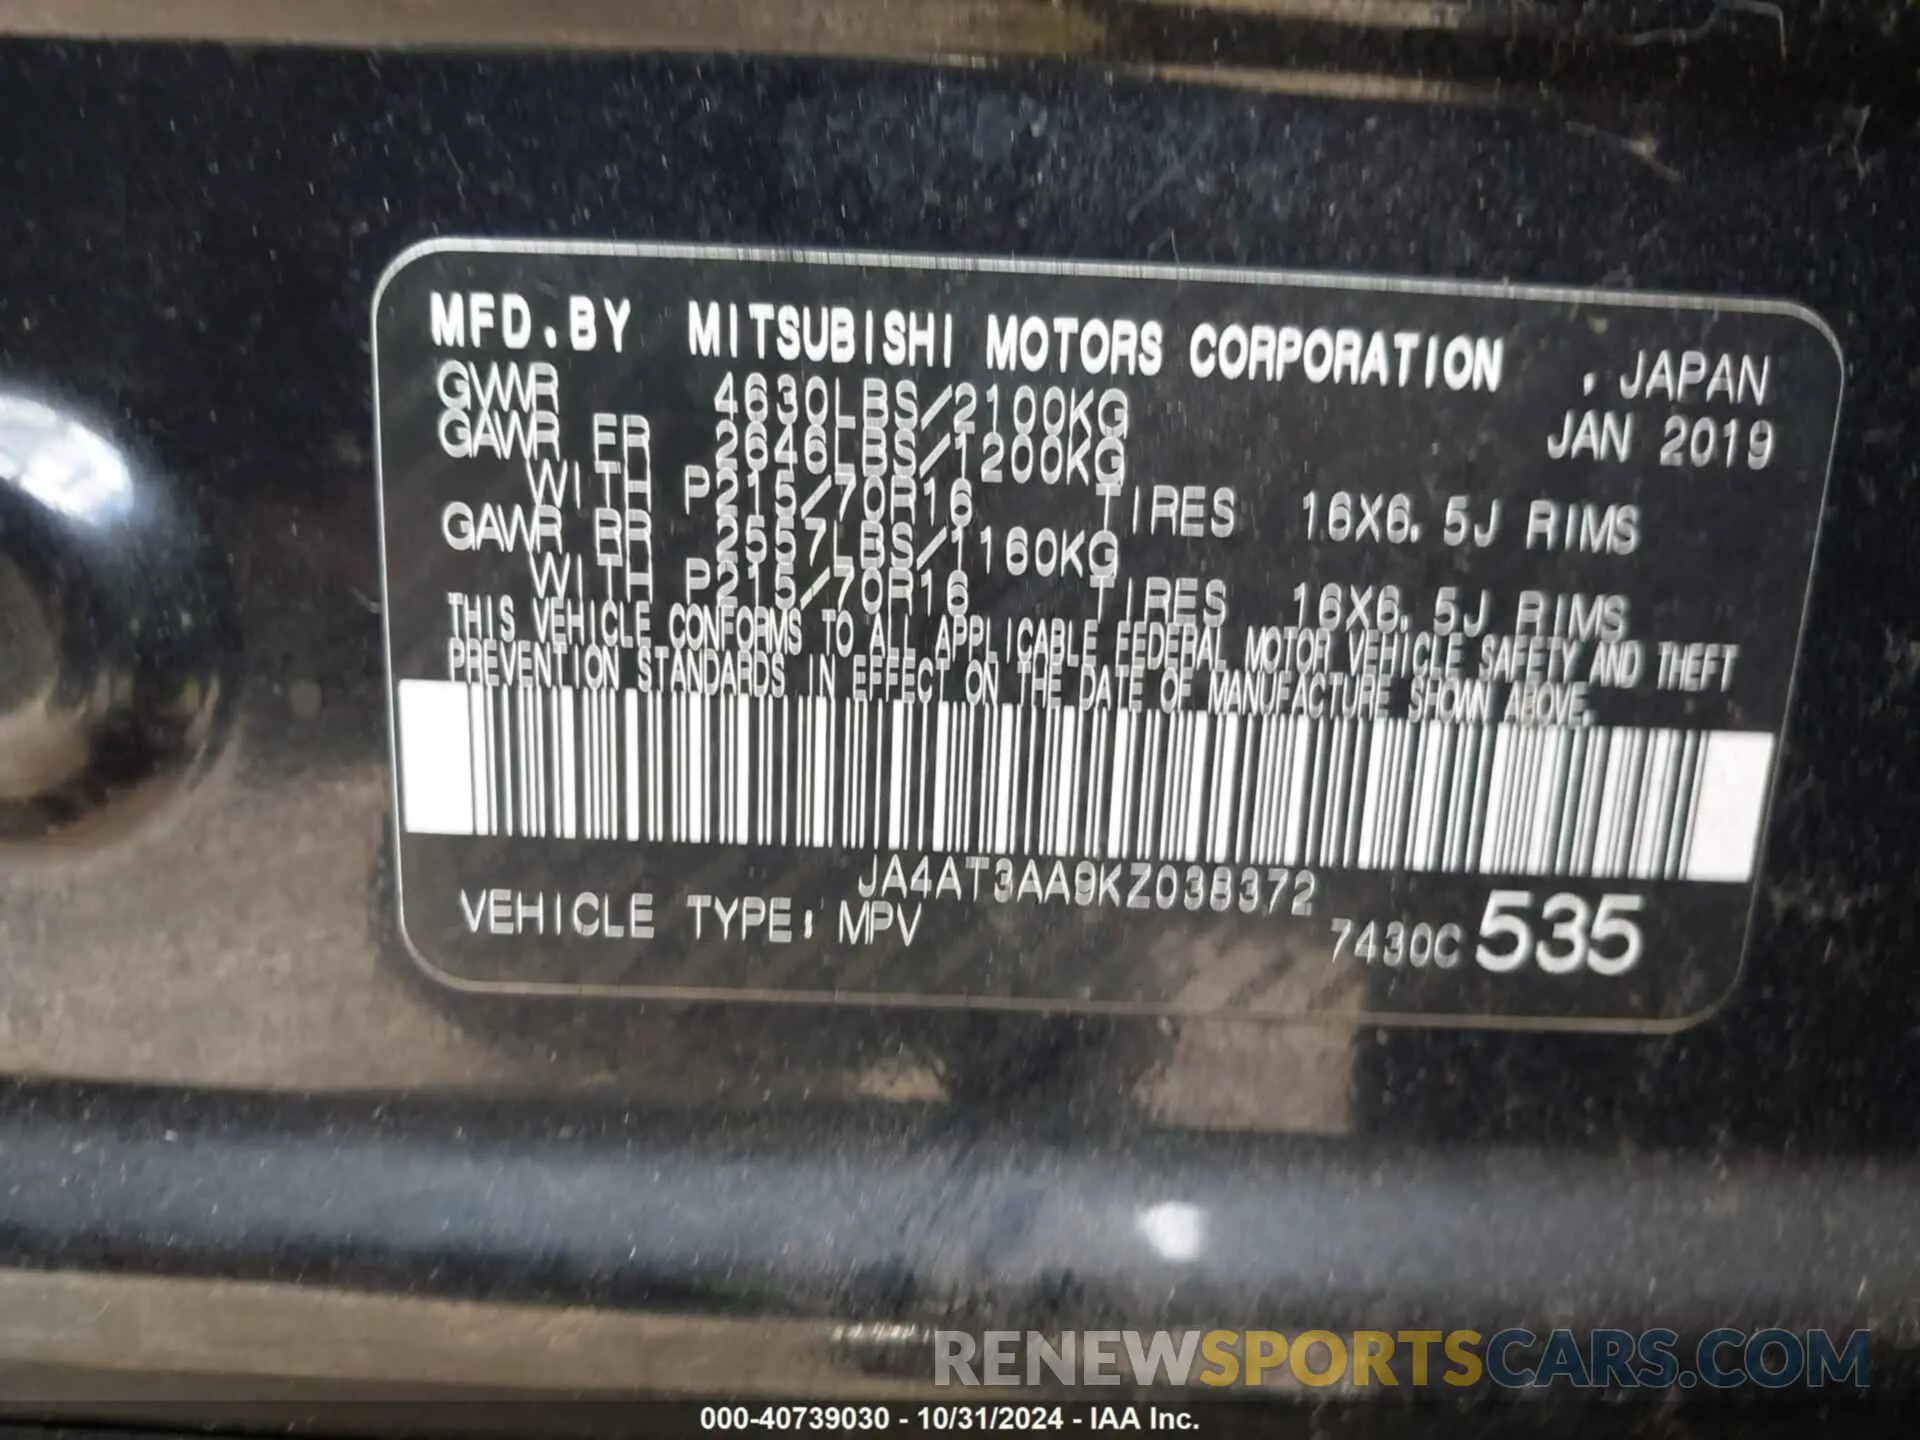 MFD.BY MITSUBISHI MOTORS CORPORATION , JAPAN
GVWR 4630LBS/2100KG JAN 2019
GAWR FR 2646LBS/1200KG
WITH P215/70R16 TIRES 16X6.5J RIMS
GAWR RR 2557LBS/1160KG
WITH P215/70R16 TIRES 16X6.5J RIMS
THIS VEHICLE CONFORMS TO ALL APPLICABLE FEDERAL MOTOR VEHICLE SAFETY AND THEFT
PREVENTION STANDARDS IN EFFECT ON THE DATE OF MANUFACTURE SHOWN ABOVE.
JA4AT3AA9KZ038372
VEHICLE TYPE: MPV 7430C 535
RENEWSPORTSCARS.COM
000-40739030 - 10/31/2024 - IAA Inc.